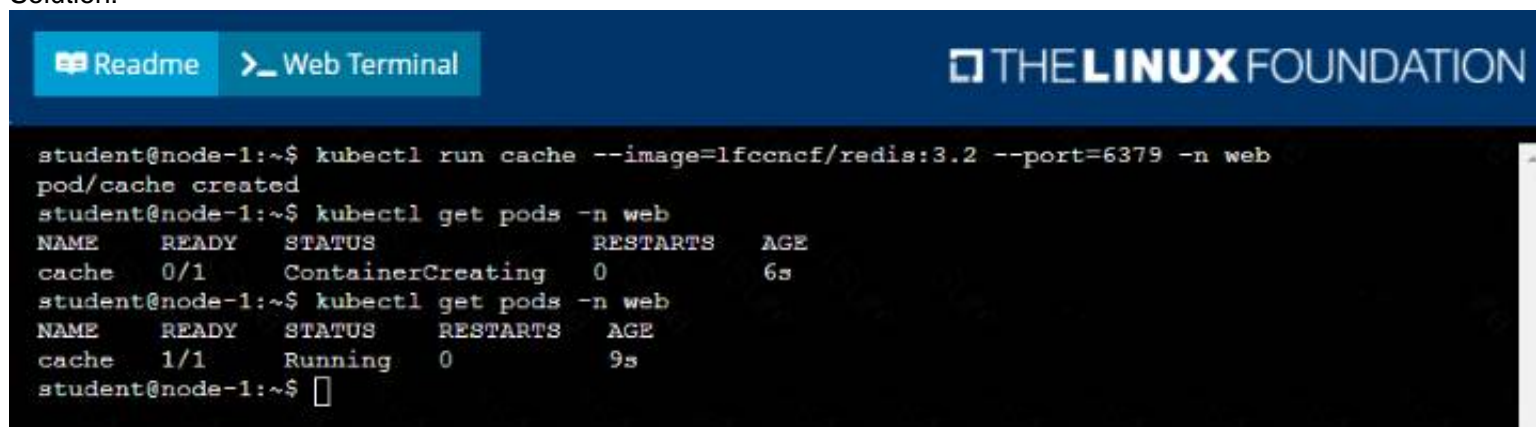 Solution:
Readme >_ Web Terminal THE LINUX FOUNDATION
student@node-1:~$ kubectl run cache --image=lfccncf/redis:3.2 --port=6379 -n web
pod/cache created
student@node-1:~$ kubectl get pods -n web
NAME READY STATUS RESTARTS AGE
cache 0/1 ContainerCreating 0 6s
student@node-1:~$ kubectl get pods -n web
NAME READY STATUS RESTARTS AGE
cache 1/1 Running 0 9s
student@node-1:~$